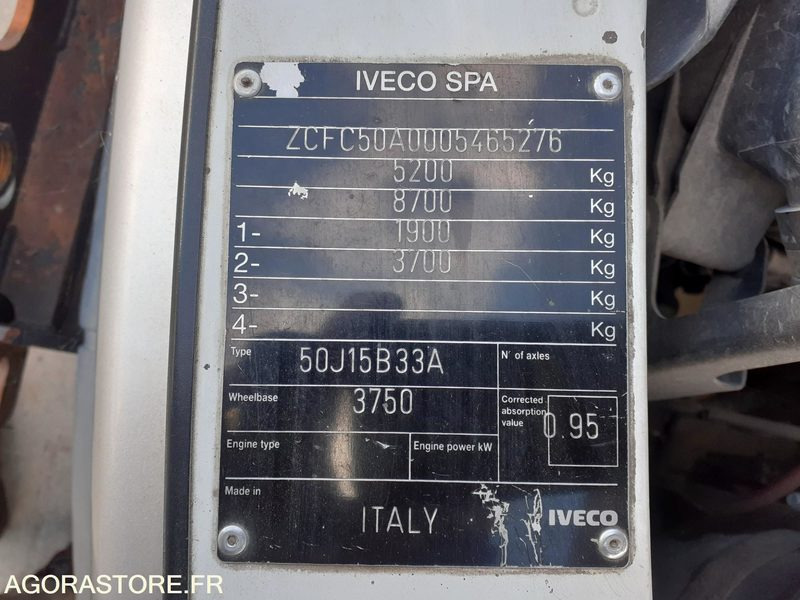 IVECO SPA
ZCFC50A0005465276
5200 Kg
8700 Kg
1- 1900 Kg
2- 3700 Kg
3- Kg
4- Kg
Type 50J15B33A N° of axles
Wheelbase 3750 Corrected absorption value 0.95
Engine type Engine power kW
Made in ITALY IVECO
AGORASTORE.FR